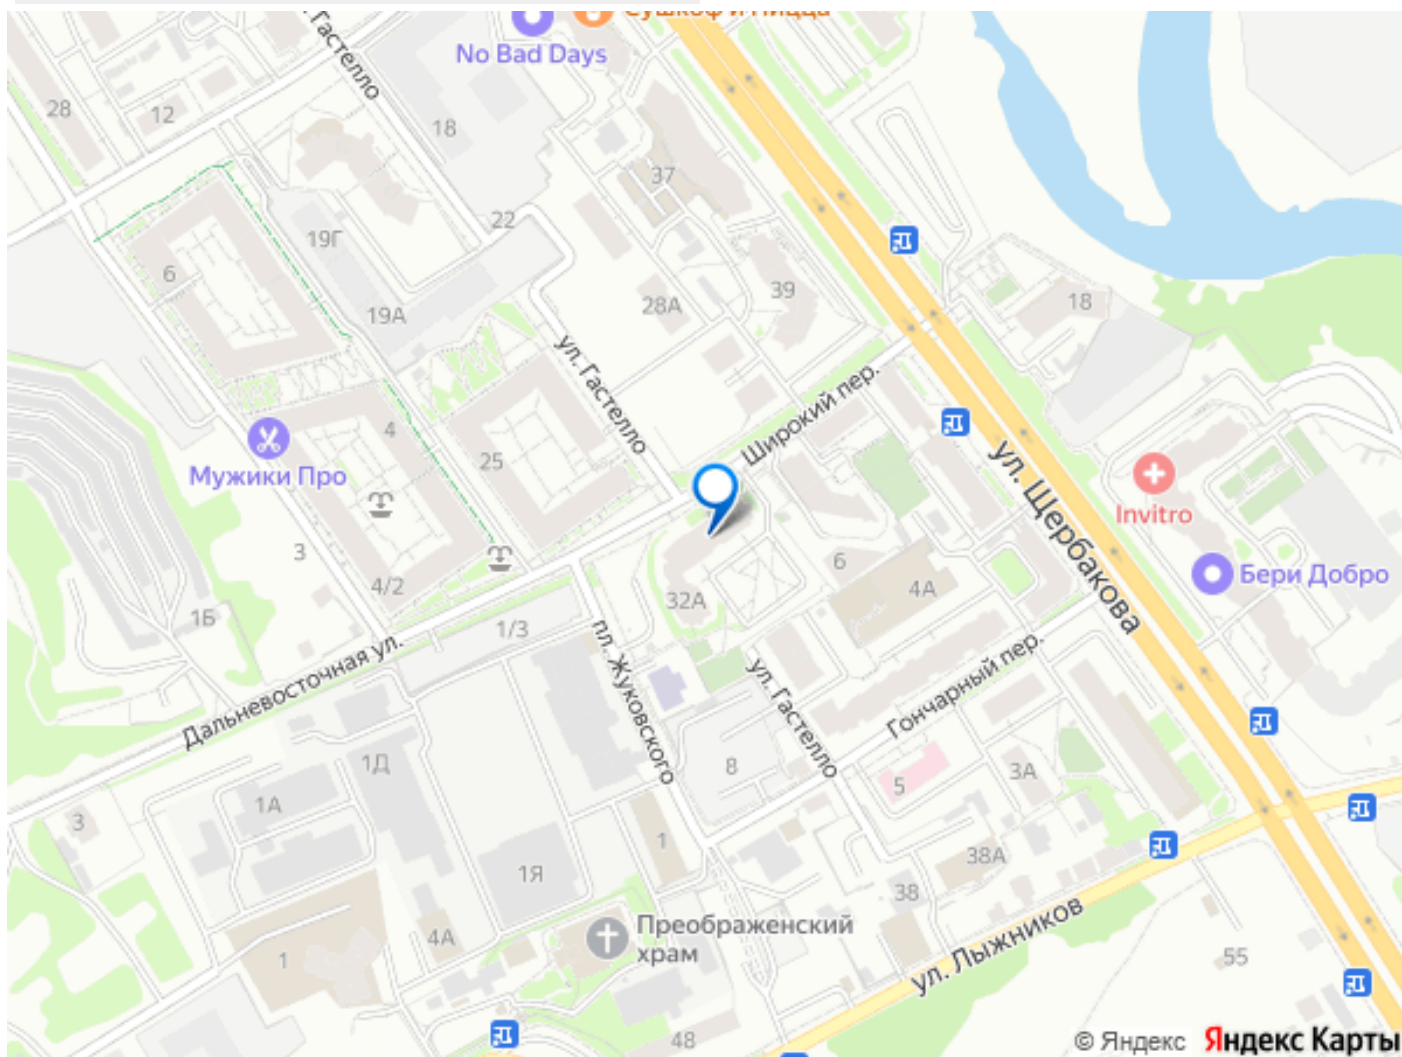 Сушкоф и Пицца
No Bad Days
Гастелло
28
12
18
37
22
19Г
6
19А
28А
39
18
ул. Гастелло
Широкий пер.
4
25
Мужики Про
ул. Щербакова
Invitro
3
4/2
1Б
32А
6
4А
Бери Добро
1/3
Дальневосточная ул.
пл. Жуковского
ул. Гастелло
Гончарный пер.
1Д
8
5
3А
1А
3
1
1Я
38А
38
Преображенский
храм
4А
1
ул. Лыжников
55
48
© Яндекс Яндекс Карты